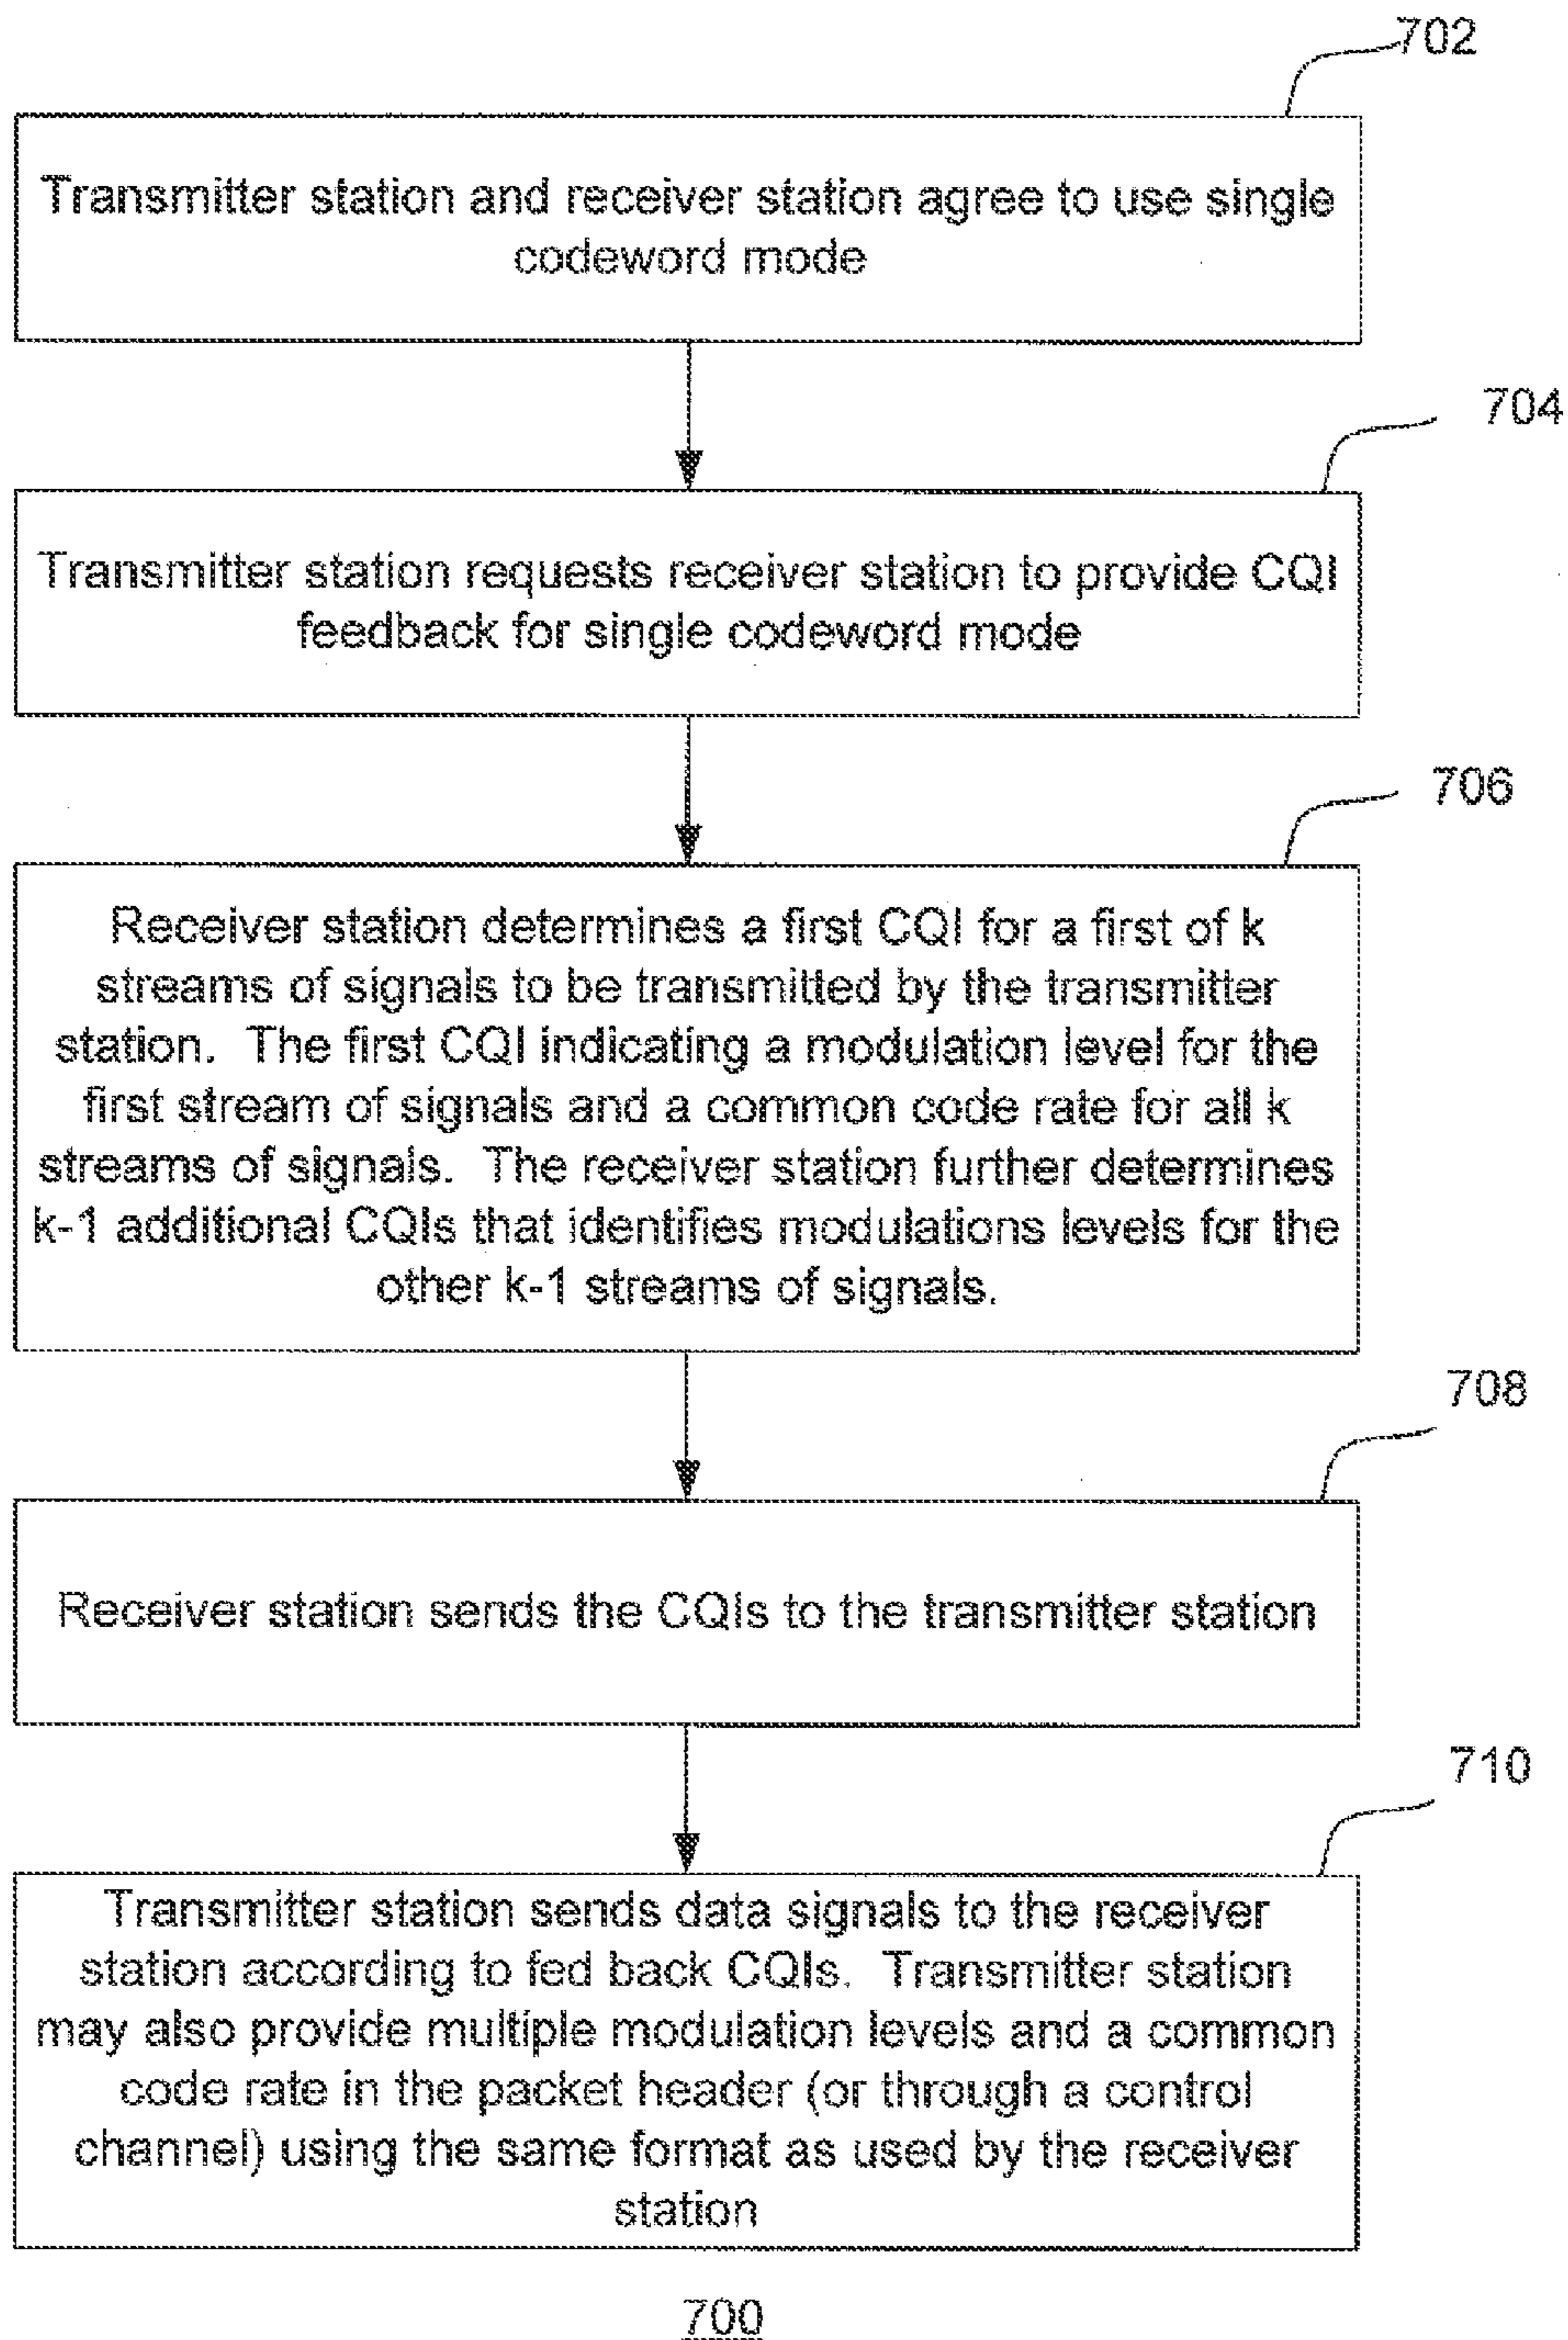 702
Transmitter station and receiver station agree to use single
codeword mode
704
Transmitter station requests receiver station to provide CQI
feedback for single codeword mode
706
Receiver station determines a first CQI for a first of k
streams of signals to be transmitted by the transmitter
station. The first CQI indicating a modulation level for the
first stream of signals and a common code rate for all k
streams of signals. The receiver station further determines
k-1 additional CQIs that identifies modulations levels for the
other k-1 streams of signals.
708
Receiver station sends the CQIs to the transmitter station
710
Transmitter station sends data signals to the receiver
station according to fed back CQIs. Transmitter station
may also provide multiple modulation levels and a common
code rate in the packet header (or through a control
channel) using the same format as used by the receiver
station
700